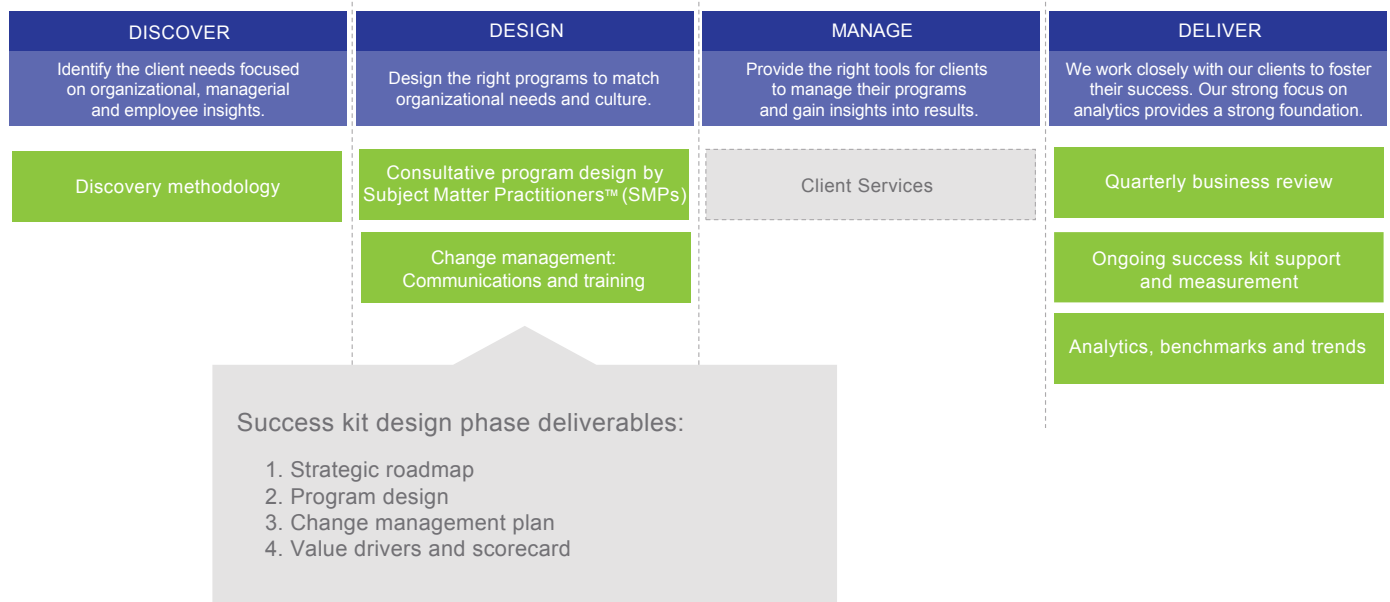 DISCOVER
Identify the client needs focused
on organizational, managerial
and employee insights.
Discovery methodology
DESIGN
Design the right programs to match
organizational needs and culture.
Consultative program design by
Subject Matter Practitioners™ (SMPs)
Change management:
Communications and training
MANAGE
Provide the right tools for clients
to manage their programs
and gain insights into results.
Client Services
DELIVER
We work closely with our clients to foster
their success. Our strong focus on
analytics provides a strong foundation.
Quarterly business review
Ongoing success kit support
and measurement
Analytics, benchmarks and trends
Success kit design phase deliverables:
1. Strategic roadmap
2. Program design
3. Change management plan
4. Value drivers and scorecard